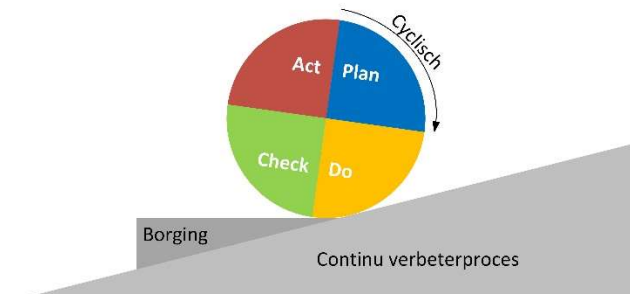 Cyclisch
Act
Plan
Check
Do
Borging
Continu verbeterproces